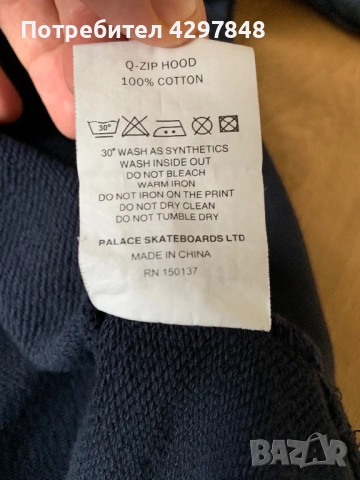 Потребител 4297848
Q-ZIP HOOD
100% COTTON
30°
30° WASH AS SYNTHETICS
WASH INSIDE OUT
DO NOT BLEACH
WARM IRON
DO NOT IRON ON THE PRINT
DO NOT DRY CLEAN
DO NOT TUMBLE DRY
PALACE SKATEBOARDS LTD
MADE IN CHINA
RN 150137
BAZAR